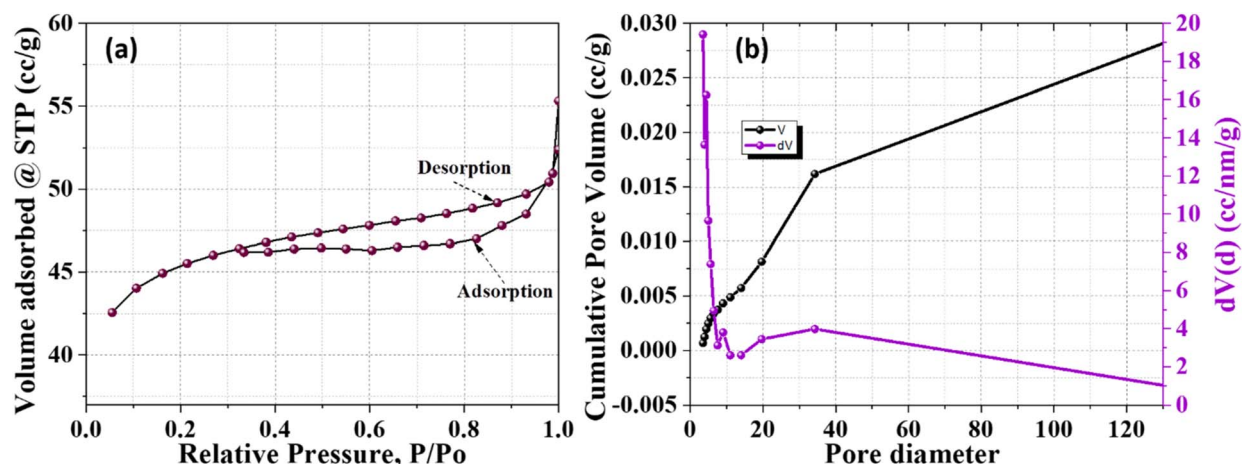 (a)
Volume adsorbed @ STP (cc/g)
60
55
50
45
40
Desorption
Adsorption
0.0 0.2 0.4 0.6 0.8 1.0
Relative Pressure, P/Po
(b)
Cumulative Pore Volume (cc/g)
0.030
0.025
0.020
0.015
0.010
0.005
0.000
-0.005
V
dV
0 20 40 60 80 100 120
Pore diameter
20
18
16
14
12
10
8
6
4
2
0
dV(d) (cc/nm/g)